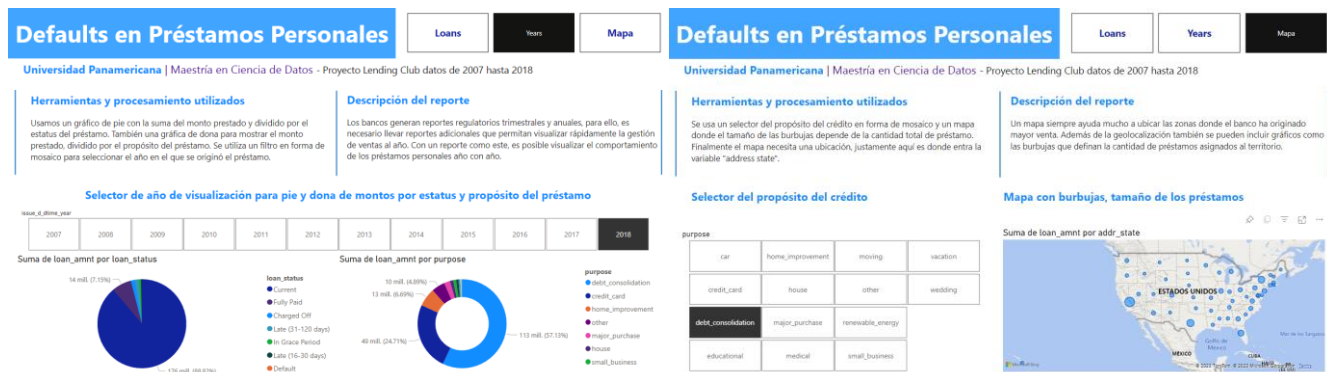 Defaults en Préstamos Personales
Loans
Years
Mapa
Universidad Panamericana | Maestría en Ciencia de Datos - Proyecto Lending Club datos de 2007 hasta 2018
Herramientas y procesamiento utilizados
Usamos un gráfico de pie con la suma del monto prestado y dividido por el
estatus del préstamo. También una gráfica de dona para mostrar el monto
prestado, dividido por el propósito del préstamo. Se utiliza un filtro en forma de
mosaico para seleccionar el año en el que se originó el préstamo.
Descripción del reporte
Los bancos generan reportes regulatorios trimestrales y anuales, para ello, es
necesario llevar reportes adicionales que permitan visualizar rápidamente la gestión
de ventas al año. Con un reporte como este, es posible visualizar el comportamiento
de los préstamos personales año con año.
Selector de año de visualización para pie y dona de montos por estatus y propósito del préstamo
issue_d_dtime_year
2007
2008
2009
2010
2011
2012
2013
2014
2015
2016
2017
2018
Suma de loan_amnt por loan_status
14 mill. (7.15%)
loan_status
Current
Fully Paid
Charged Off
Late (31-120 days)
In Grace Period
Late (16-30 days)
Default
Suma de loan_amnt por purpose
10 mill. (4.89%)
13 mill. (6.69%)
49 mill. (24.71%)
113 mill. (57.13%)
purpose
debt_consolidation
credit_card
home_improvement
other
major_purchase
house
small_business
Defaults en Préstamos Personales
Loans
Years
Mapa
Universidad Panamericana | Maestría en Ciencia de Datos - Proyecto Lending Club datos de 2007 hasta 2018
Herramientas y procesamiento utilizados
Se usa un selector del propósito del crédito en forma de mosaico y un mapa
donde el tamaño de las burbujas depende de la cantidad total de préstamo.
Finalmente el mapa necesita una ubicación, justamente aquí es donde entra la
variable "address state".
Descripción del reporte
Un mapa siempre ayuda mucho a ubicar las zonas donde el banco ha originado
mayor venta. Además de la geolocalización también se pueden incluir gráficos como
las burbujas que definan la cantidad de préstamos asignados al territorio.
Selector del propósito del crédito
purpose
car
home_improvement
moving
vacation
credit_card
house
other
wedding
debt_consolidation
major_purchase
renewable_energy
educational
medical
small_business
Mapa con burbujas, tamaño de los préstamos
Suma de loan_amnt por addr_state
ESTADOS UNIDOS
Golfo de
México
MÉXICO
CUBA